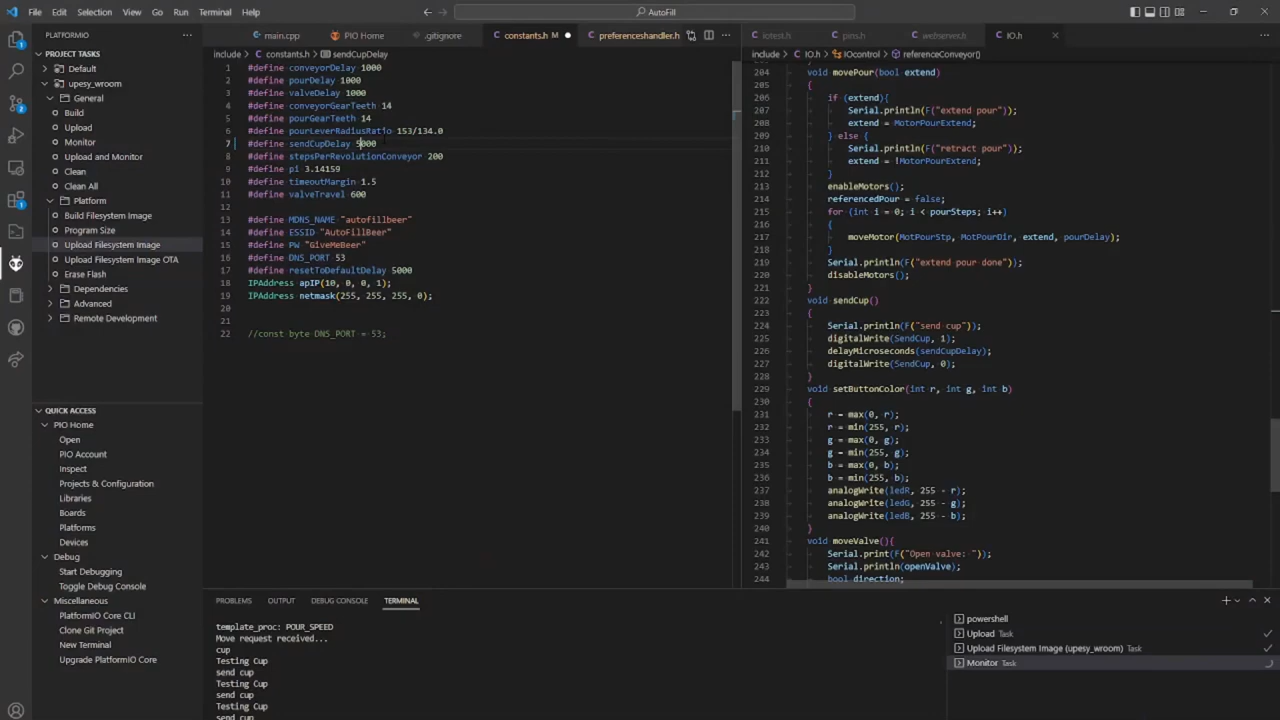 File Edit Selection View Go Run Terminal Help
AutoFill
PLATFORMIO
PROJECT TASKS
Default
upesy_wroom
General
Build
Upload
Monitor
Upload and Monitor
Clean
Clean All
Platform
Build Filesystem Image
Program Size
Upload Filesystem Image
Upload Filesystem Image OTA
Erase Flash
Dependencies
Advanced
Remote Development
QUICK ACCESS
PIO Home
Open
PIO Account
Inspect
Projects & Configuration
Libraries
Boards
Platforms
Devices
Debug
Start Debugging
Toggle Debug Console
Miscellaneous
PlatformIO Core CLI
Clone Git Project
New Terminal
Upgrade PlatformIO Core
main.cpp PIO Home .gitignore constants.h M preferenceshandler.h
include > constants.h > sendCupDelay
1 #define conveyorDelay 1000
2 #define pourDelay 1000
3 #define valveDelay 1000
4 #define conveyorGearTeeth 14
5 #define pourGearTeeth 14
6 #define pourLeverRadiusRatio 153/134.0
7 #define sendCupDelay 5000
8 #define stepsPerRevolutionConveyor 200
9 #define pi 3.14159
10 #define timeoutMargin 1.5
11 #define valveTravel 600
12
13 #define MDNS_NAME "autofillbeer"
14 #define ESSID "AutoFillBeer"
15 #define PW "GiveMeBeer"
16 #define DNS_PORT 53
17 #define resetToDefaultDelay 5000
18 IPAddress apIP(10, 0, 0, 1);
19 IPAddress netmask(255, 255, 255, 0);
20
21
22 //const byte DNS_PORT = 53;
iotest.h pins.h webserver.h IO.h
include > IO.h > IOcontrol > referenceConveyor()
204 void movePour(bool extend)
205 {
206 if (extend){
207 Serial.println(F("extend pour"));
208 extend = MotorPourExtend;
209 } else {
210 Serial.println(F("retract pour"));
211 extend = !MotorPourExtend;
212 }
213 enableMotors();
214 referencedPour = false;
215 for (int i = 0; i < pourSteps; i++)
216 {
217 moveMotor(MotPourStp, MotPourDir, extend, pourDelay);
218 }
219 Serial.println(F("extend pour done"));
220 disableMotors();
221 }
222 void sendCup()
223 {
224 Serial.println(F("send cup"));
225 digitalWrite(SendCup, 1);
226 delayMicroseconds(sendCupDelay);
227 digitalWrite(SendCup, 0);
228 }
229 void setButtonColor(int r, int g, int b)
230 {
231 r = max(0, r);
232 r = min(255, r);
233 g = max(0, g);
234 g = min(255, g);
235 b = max(0, b);
236 b = min(255, b);
237 analogWrite(ledR, 255 - r);
238 analogWrite(ledG, 255 - g);
239 analogWrite(ledB, 255 - b);
240 }
241 void moveValve(){
242 Serial.print(F("Open valve: "));
243 Serial.println(openValve);
244 bool direction;
PROBLEMS OUTPUT DEBUG CONSOLE TERMINAL
template_proc: POUR_SPEED
Move request received...
cup
Testing Cup
send cup
Testing Cup
send cup
Testing Cup
send cup
powershell
Upload Task
Upload Filesystem Image (upesy_wroom) Task
Monitor Task